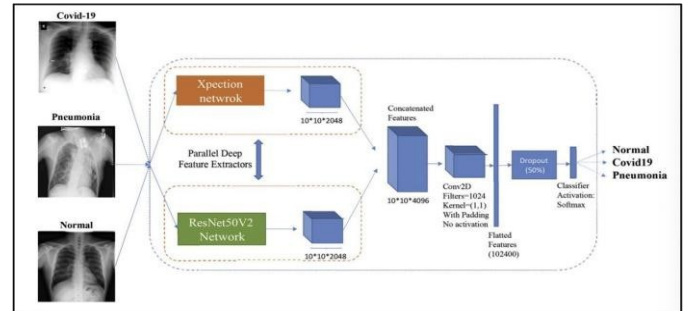 Covid-19
Pncumonia
Normal
Xpection
netwrok
10*10*2048
Parallel Deep
Feature Extractors
ResNet50V2
Network
10*10*2048
Concatenated
Features
10*10*4096
Conv2D
Filters=1024
Kernel=(1,1)
With Padding
No activation
Flatted
Features
(102400)
Dropout
(50%)
Classifier
Activation:
Softmax
Normal
Covid19
Pneumonia